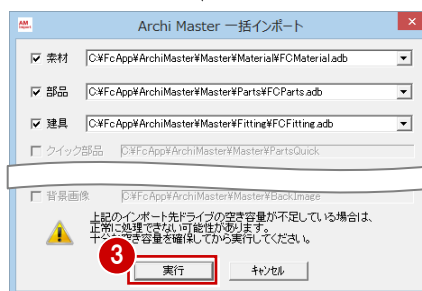 AM
Archi Master 一括インポート
素材 C:¥FcApp¥ArchiMaster¥Master¥Material¥FCMaterial.adb
部品 C:¥FcApp¥ArchiMaster¥Master¥Parts¥FCParts.adb
建具 C:¥FcApp¥ArchiMaster¥Master¥Fitting¥FCFitting.adb
クイック部品 C:¥FcApp¥ArchiMaster¥Master¥PartsQuick
背景画像 C:¥FcApp¥ArchiMaster¥Master¥BackImage
上記のインポート先ドライブの空き容量が不足している場合は、
正常に処理できない可能性があります。
十分な空き容量を確保してから実行してください。
3
実行 キャンセル